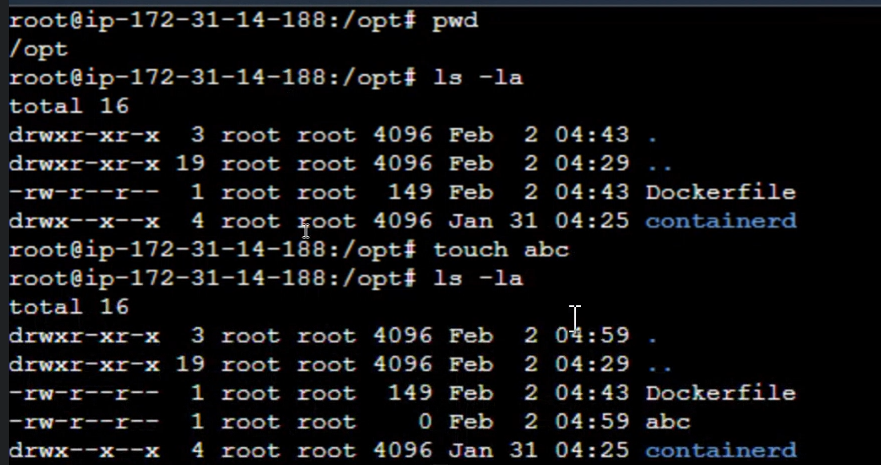 root@ip-172-31-14-188:/opt# pwd
/opt
root@ip-172-31-14-188:/opt# ls -la
total 16
drwxr-xr-x  3 root root 4096 Feb  2 04:43 .
drwxr-xr-x 19 root root 4096 Feb  2 04:29 ..
-rw-r--r--  1 root root  149 Feb  2 04:43 Dockerfile
drwx--x--x  4 root root 4096 Jan 31 04:25 containerd
root@ip-172-31-14-188:/opt# touch abc
root@ip-172-31-14-188:/opt# ls -la
total 16
drwxr-xr-x  3 root root 4096 Feb  2 04:59 .
drwxr-xr-x 19 root root 4096 Feb  2 04:29 ..
-rw-r--r--  1 root root  149 Feb  2 04:43 Dockerfile
-rw-r--r--  1 root root    0 Feb  2 04:59 abc
drwx--x--x  4 root root 4096 Jan 31 04:25 containerd